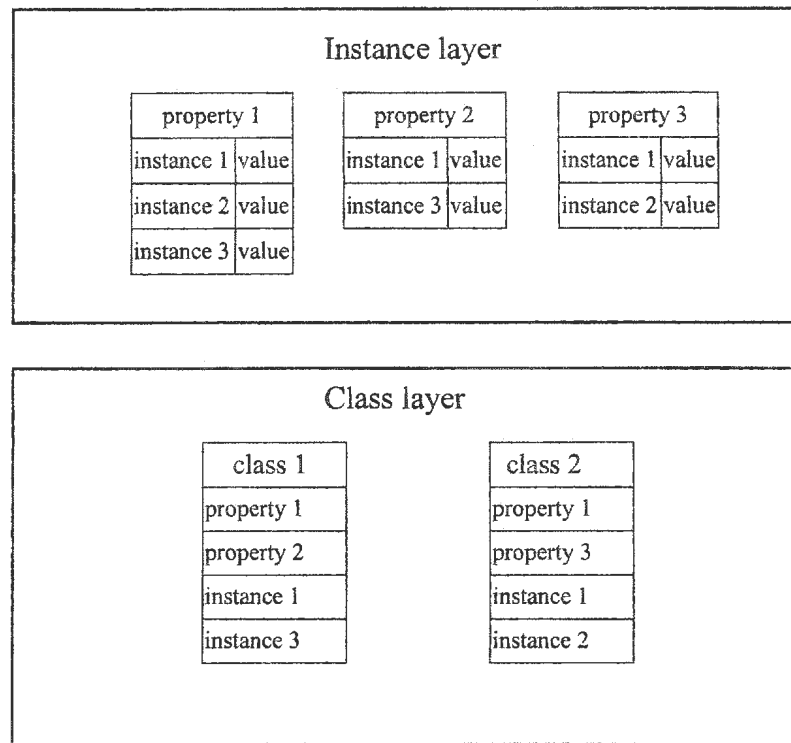 Instance layer
property 1
instance 1 value
instance 2 value
instance 3 value
property 2
instance 1 value
instance 3 value
property 3
instance 1 value
instance 2 value
Class layer
class 1
property 1
property 2
instance 1
instance 3
class 2
property 1
property 3
instance 1
instance 2